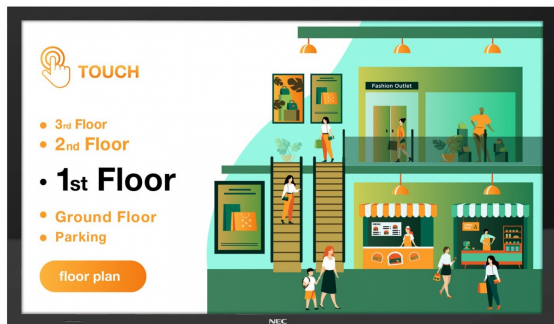 TOUCH
3rd Floor
2nd Floor
1st Floor
Ground Floor
Parking
floor plan
Fashion Outlet
NEC